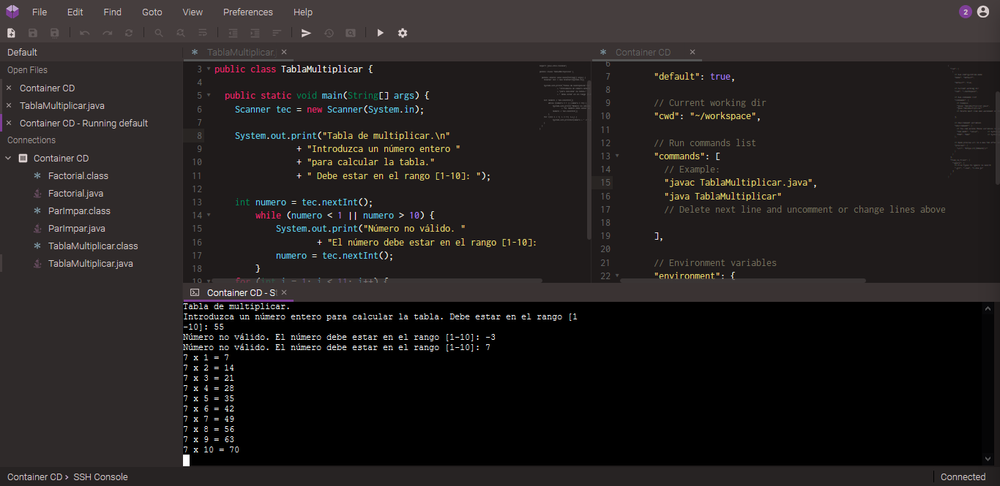 File Edit Find Goto View Preferences Help
2
Default
Open Files
Container CD
TablaMultiplicar.java
Container CD - Running default
Connections
Container CD
Factorial.class
Factorial.java
ParImpar.class
ParImpar.java
TablaMultiplicar.class
TablaMultiplicar.java
TablaMultiplicar
3 public class TablaMultiplicar {
4
5 public static void main(String[] args) {
6 Scanner tec = new Scanner(System.in);
7
8 System.out.print("Tabla de multiplicar.\n"
9 + "Introduzca un número entero "
10 + "para calcular la tabla."
11 + " Debe estar en el rango [1-10]: ");
12
13 int numero = tec.nextInt();
14 while (numero < 1 || numero > 10) {
15 System.out.print("Número no válido. "
16 + "El número debe estar en el rango [1-10]:
17 numero = tec.nextInt();
18 }
19 for (int i = 1; i < 11; i++) {
Container CD
6
7 "default": true,
8
9 // Current working dir
10 "cwd": "~/workspace",
11
12 // Run commands list
13 "commands": [
14 // Example:
15 "javac TablaMultiplicar.java",
16 "java TablaMultiplicar"
17 // Delete next line and uncomment or change lines above
18
19 ],
20
21 // Environment variables
22 "environment": {
Container CD - S
Tabla de multiplicar.
Introduzca un número entero para calcular la tabla. Debe estar en el rango [1
-10]: 55
Número no válido. El número debe estar en el rango [1-10]: -3
Número no válido. El número debe estar en el rango [1-10]: 7
7 x 1 = 7
7 x 2 = 14
7 x 3 = 21
7 x 4 = 28
7 x 5 = 35
7 x 6 = 42
7 x 7 = 49
7 x 8 = 56
7 x 9 = 63
7 x 10 = 70
Container CD › SSH Console
Connected